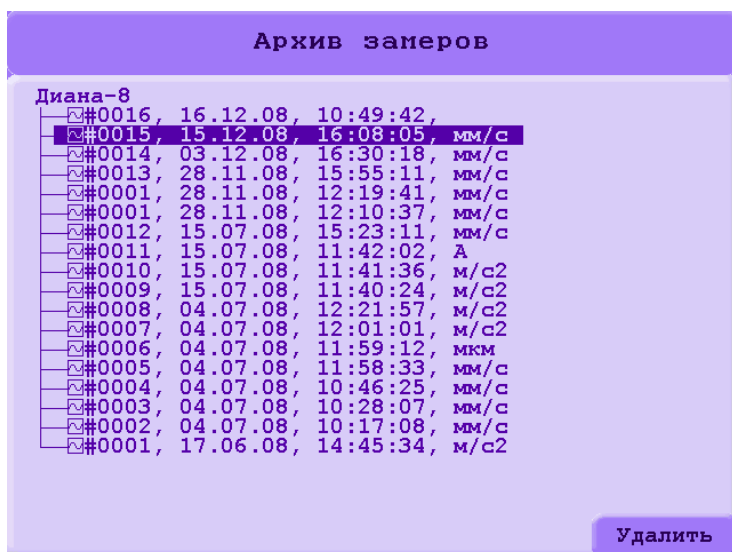 Архив замеров
Диана-8
#0016, 16.12.08, 10:49:42,
#0015, 15.12.08, 16:08:05, мм/с
#0014, 03.12.08, 16:30:18, мм/с
#0013, 28.11.08, 15:55:11, мм/с
#0001, 28.11.08, 12:19:41, мм/с
#0001, 28.11.08, 12:10:37, мм/с
#0012, 15.07.08, 15:23:11, мм/с
#0011, 15.07.08, 11:42:02, А
#0010, 15.07.08, 11:41:36, м/с2
#0009, 15.07.08, 11:40:24, м/с2
#0008, 04.07.08, 12:21:57, м/с2
#0007, 04.07.08, 12:01:01, м/с2
#0006, 04.07.08, 11:59:12, мкм
#0005, 04.07.08, 11:58:33, мм/с
#0004, 04.07.08, 10:46:25, мм/с
#0003, 04.07.08, 10:28:07, мм/с
#0002, 04.07.08, 10:17:08, мм/с
#0001, 17.06.08, 14:45:34, м/с2
Удалить